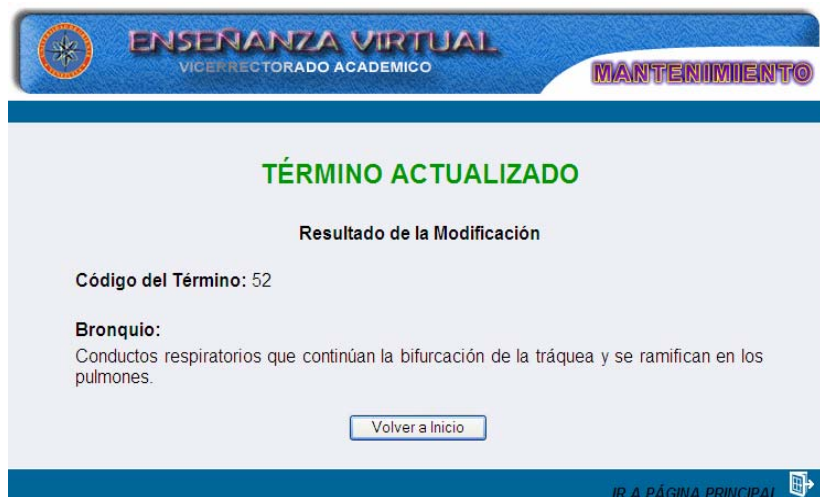 ENSEÑANZA VIRTUAL
VICERRECTORADO ACADEMICO
MANTENIMIENTO
TÉRMINO ACTUALIZADO
Resultado de la Modificación
Código del Término: 52
Bronquio:
Conductos respiratorios que continúan la bifurcación de la tráquea y se ramifican en los
pulmones.
Volver a Inicio
IR A PÁGINA PRINCIPAL